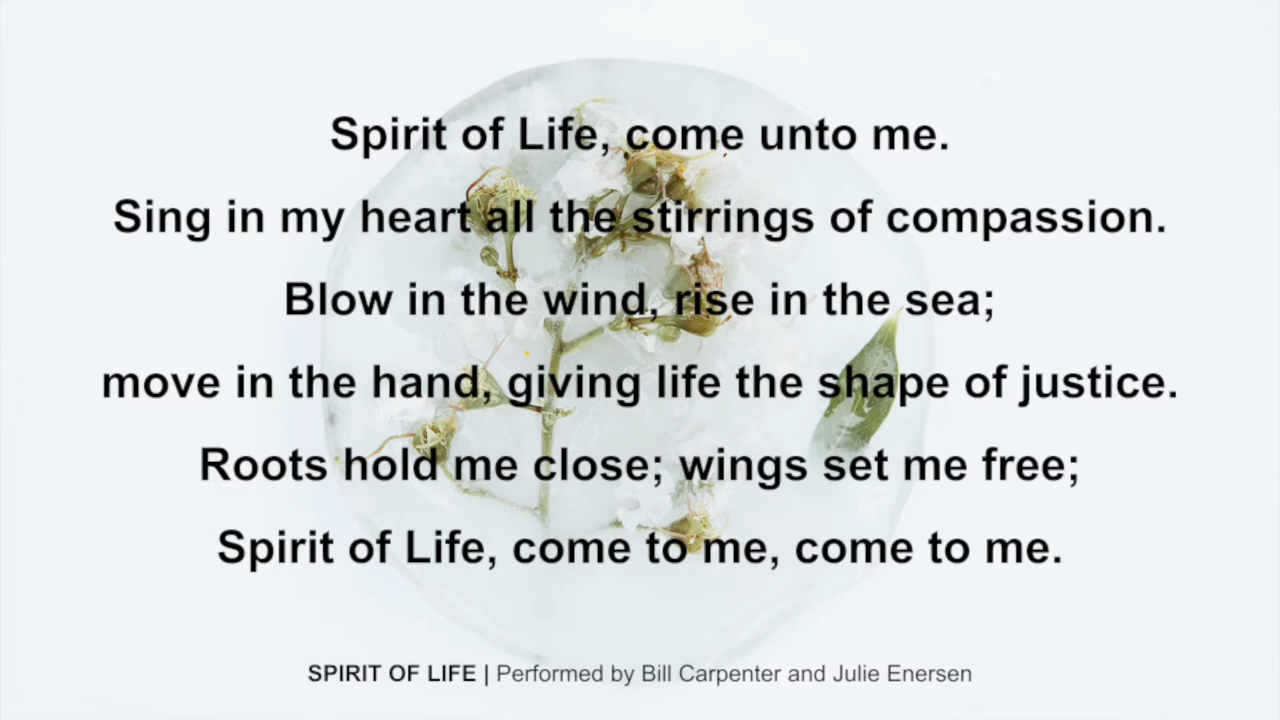 Spirit of Life, come unto me.
Sing in my heart all the stirrings of compassion.
Blow in the wind, rise in the sea;
move in the hand, giving life the shape of justice.
Roots hold me close; wings set me free;
Spirit of Life, come to me, come to me.
SPIRIT OF LIFE | Performed by Bill Carpenter and Julie Enersen